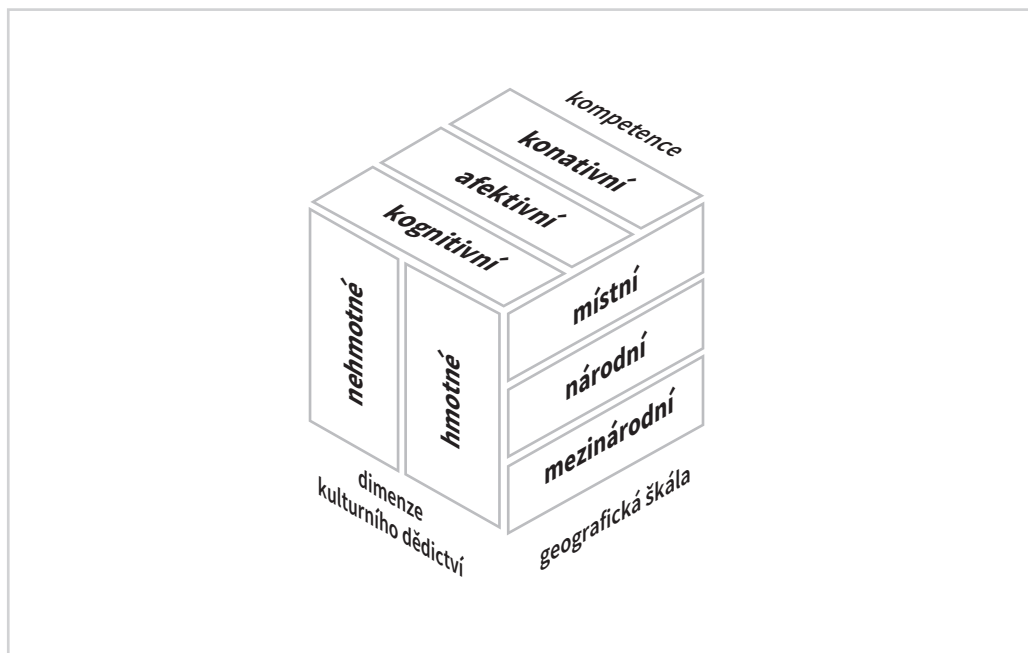 kompetence
konativní
afektivní
kognitivní
nehmotné
hmotné
místní
národní
mezinárodní
dimenze
kulturního dědictví
geografická škála